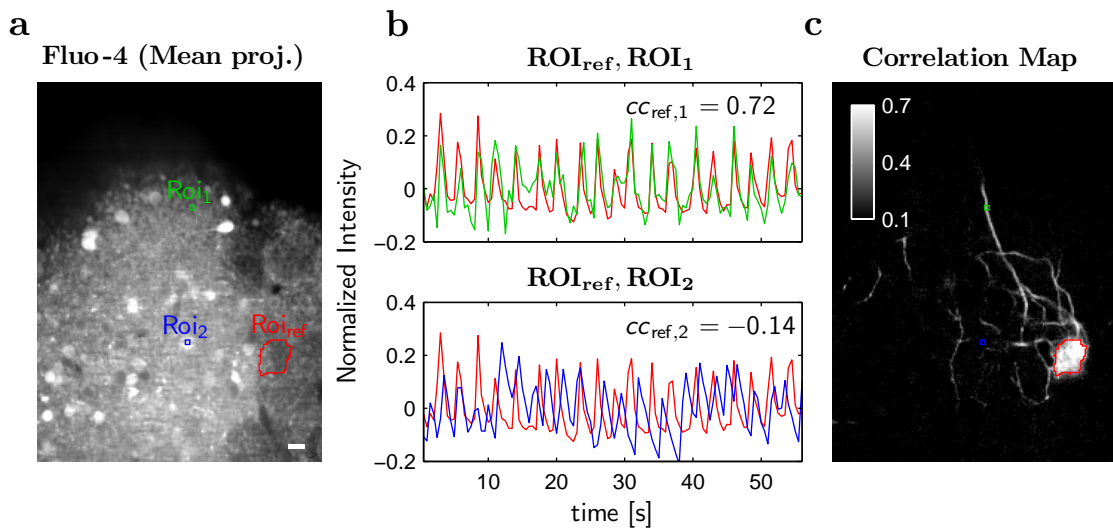 a
Fluo-4 (Mean proj.)
Roi1
Roi2
Roiref
b
ROIref, ROI1
ccref,1 = 0.72
0.4
0.2
0
−0.2
Normalized Intensity
ROIref, ROI2
ccref,2 = −0.14
0.4
0.2
0
−0.2
10 20 30 40 50
time [s]
c
Correlation Map
0.7
0.4
0.1